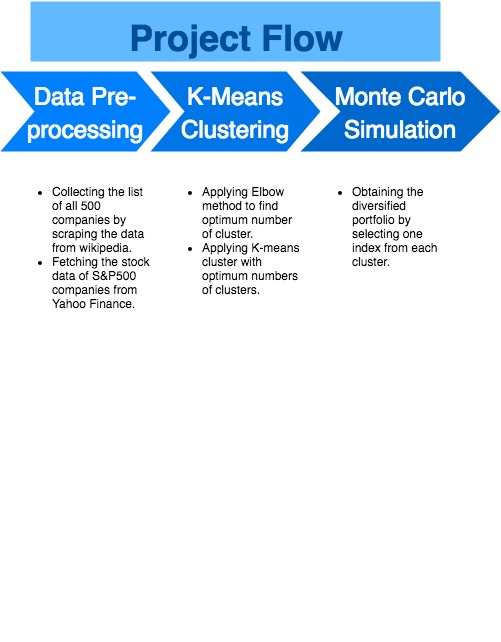 Project Flow
Data Pre-
processing
K-Means
Clustering
Monte Carlo
Simulation
• Collecting the list
of all 500
companies by
scraping the data
from wikipedia.
• Fetching the stock
data of S&P500
companies from
Yahoo Finance.
• Applying Elbow
method to find
optimum number
of cluster.
• Applying K-means
cluster with
optimum numbers
of clusters.
• Obtaining the
diversified
portfolio by
selecting one
index from each
cluster.